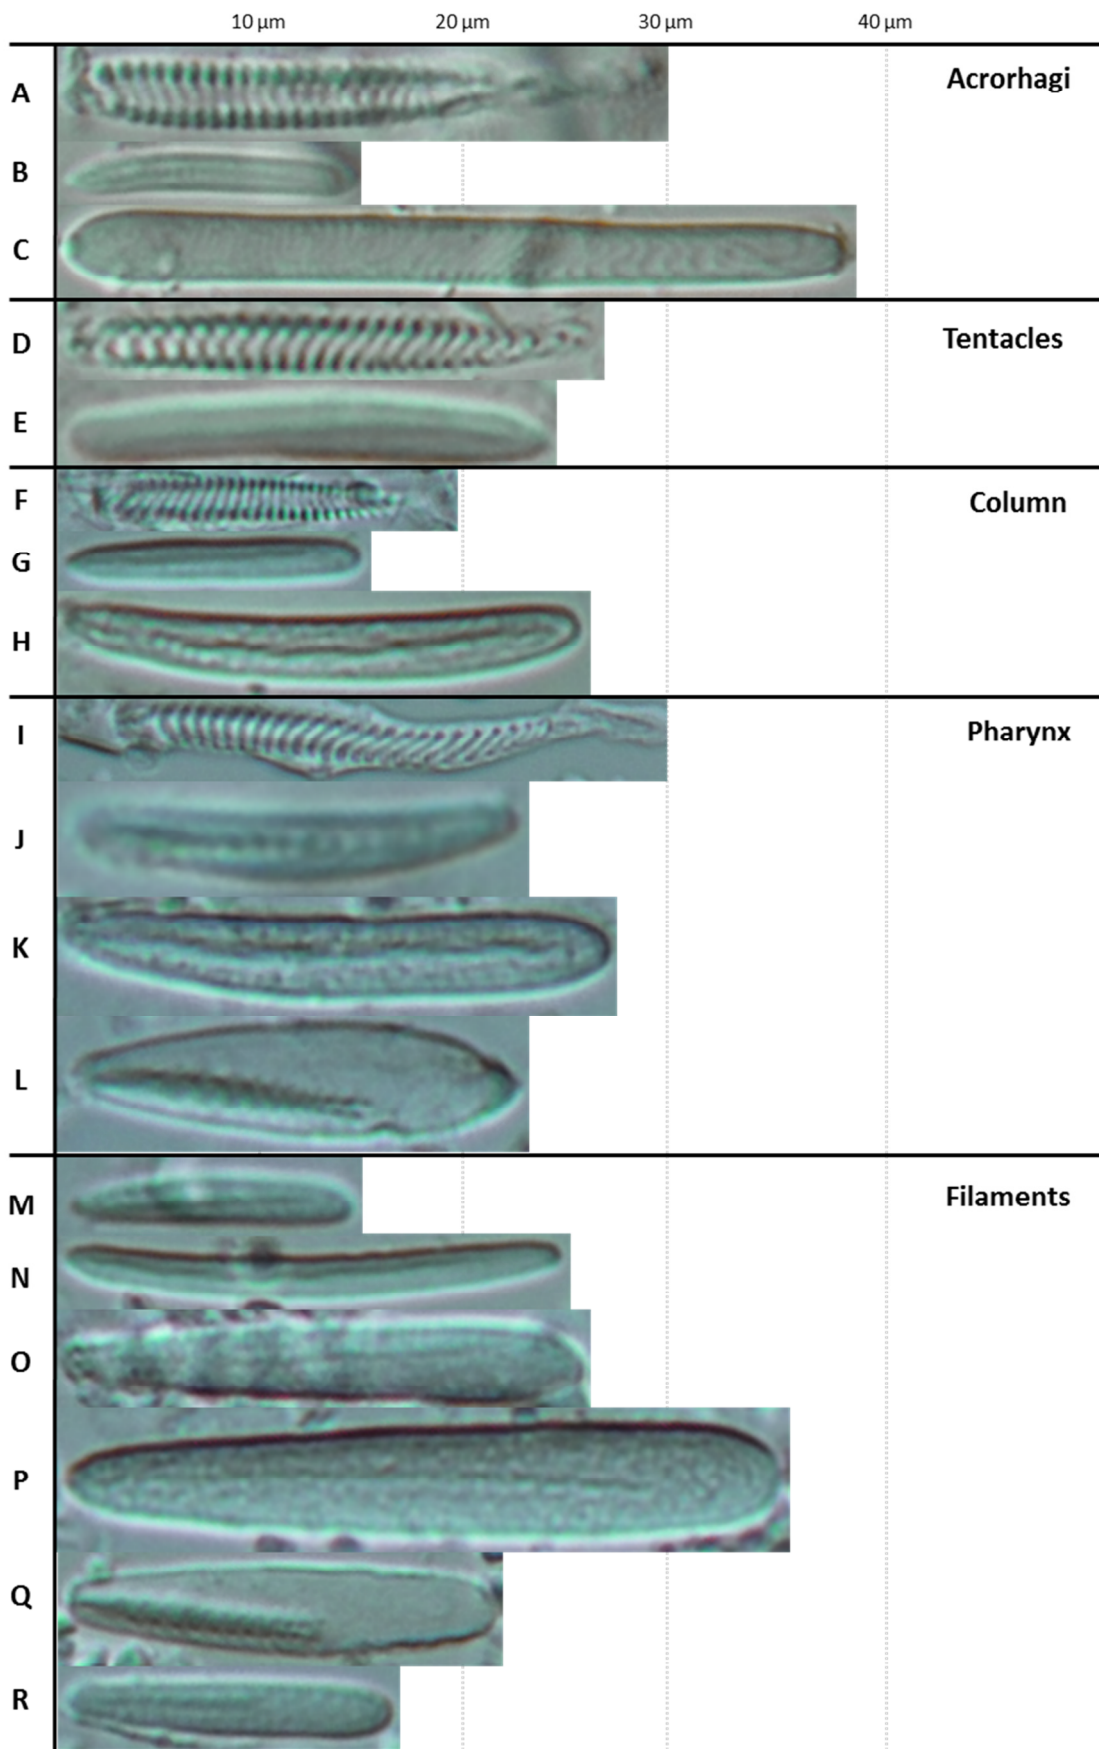 10 µm 20 µm 30 µm 40 µm
A Acrorhagi
B
C
D Tentacles
E
F Column
G
H
I Pharynx
J
K
L
M Filaments
N
O
P
Q
R